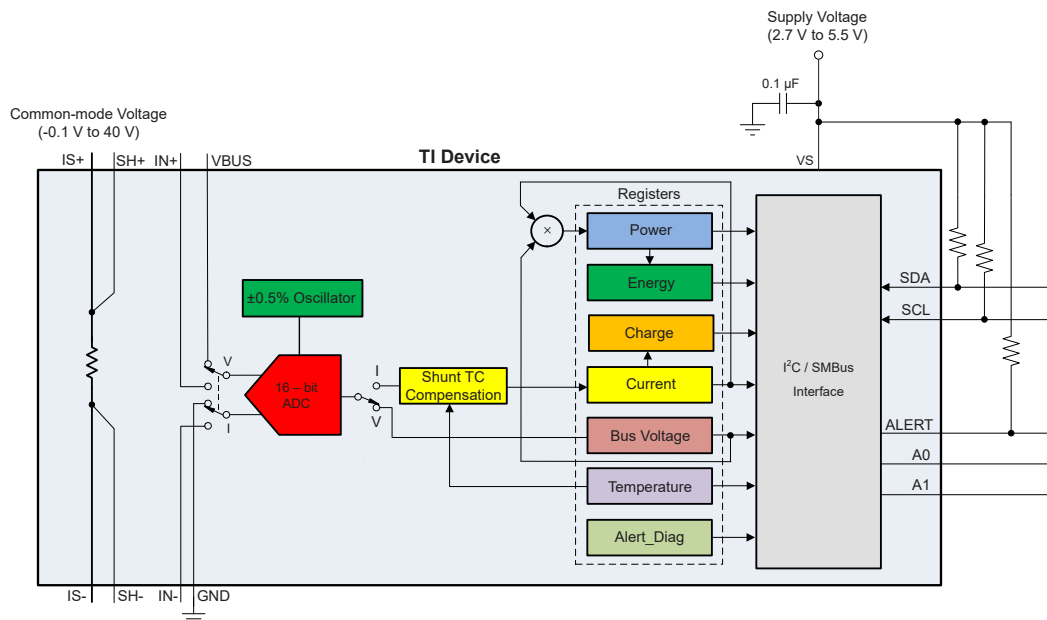 Supply Voltage
(2.7 V to 5.5 V)
0.1 µF
Common-mode Voltage
(-0.1 V to 40 V)
IS+
SH+
IN+
VBUS
TI Device
VS
Registers
×
Power
Energy
±0.5% Oscillator
Charge
V
16 – bit
ADC
I
I
Shunt TC
Compensation
V
Current
Bus Voltage
Temperature
Alert_Diag
I²C / SMBus
Interface
SDA
SCL
ALERT
A0
A1
IS-
SH-
IN-
GND